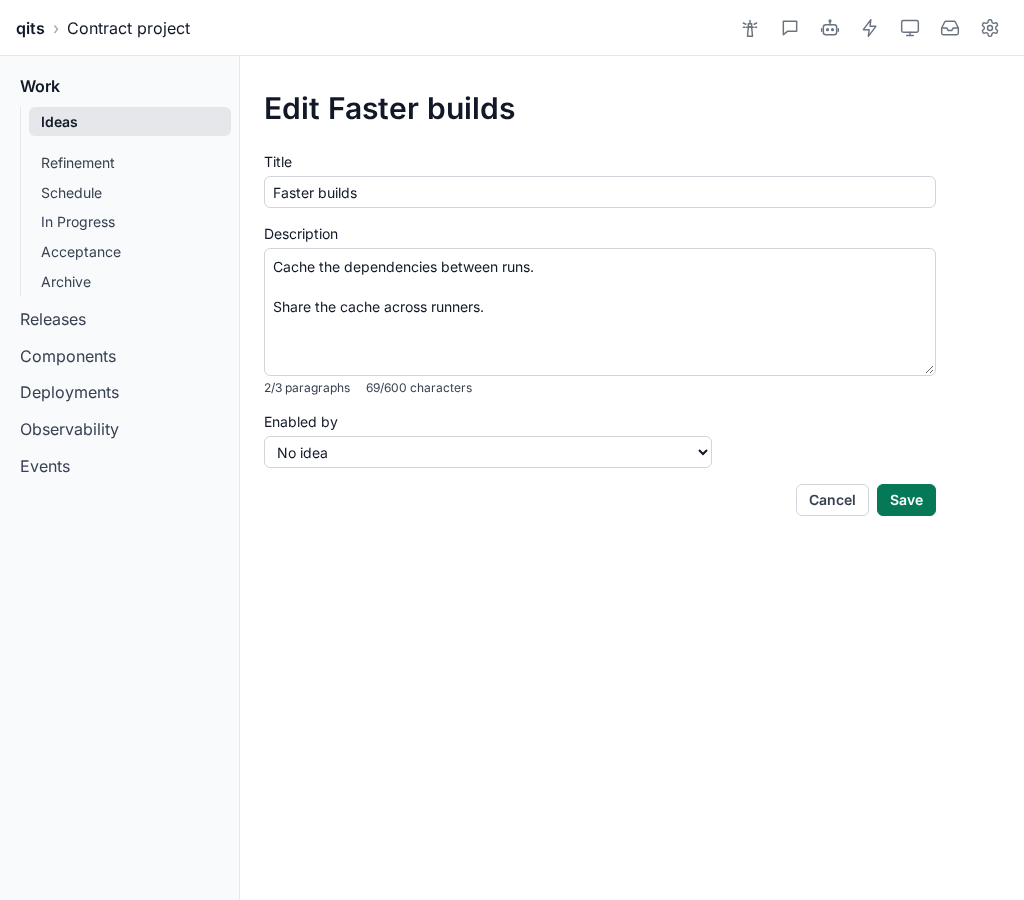 qits › Contract project
Work
Ideas
Refinement
Schedule
In Progress
Acceptance
Archive
Releases
Components
Deployments
Observability
Events
Edit Faster builds
Title
Faster builds
Description
Cache the dependencies between runs.
Share the cache across runners.
2/3 paragraphs 69/600 characters
Enabled by
No idea
Cancel Save